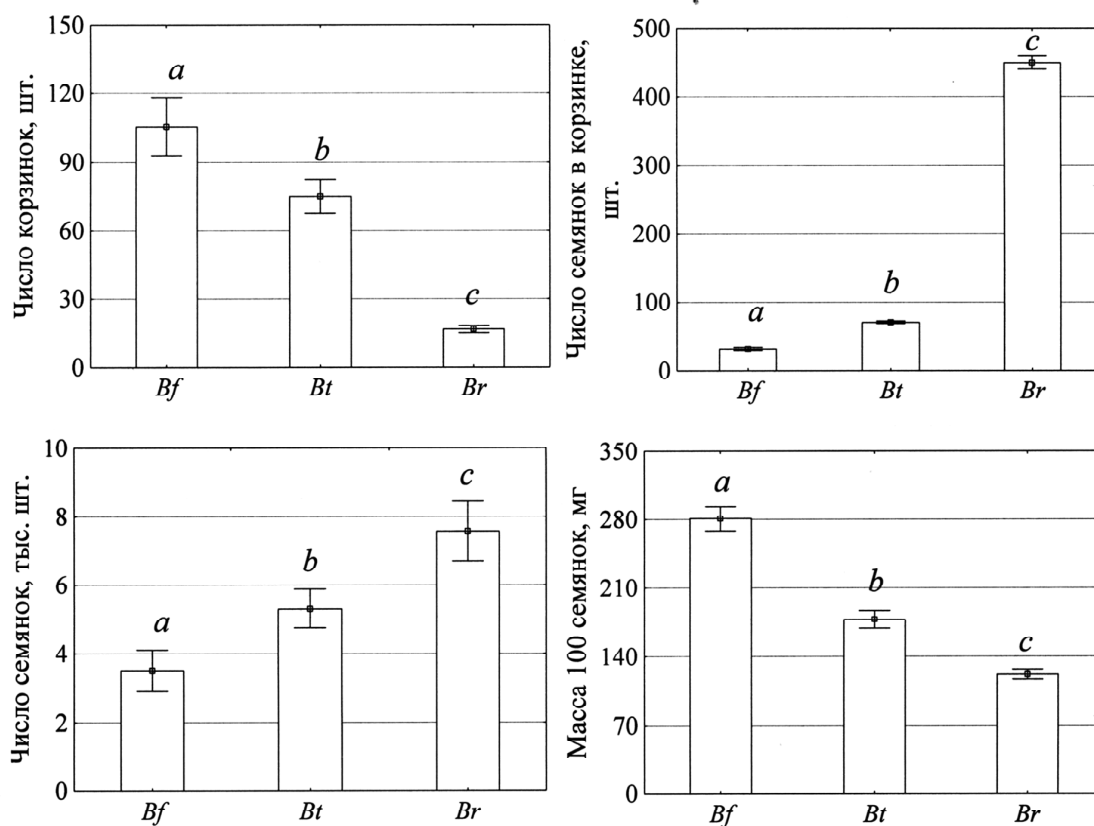 Число корзинок, шт.
150
120
90
60
30
0
a
b
c
Bf
Bt
Br
Число семянок в корзинке,
шт.
500
400
300
200
100
0
a
b
c
Bf
Bt
Br
Число семянок, тыс. шт.
10
8
6
4
2
0
a
b
c
Bf
Bt
Br
Масса 100 семянок, мг
350
280
210
140
70
0
a
b
c
Bf
Bt
Br